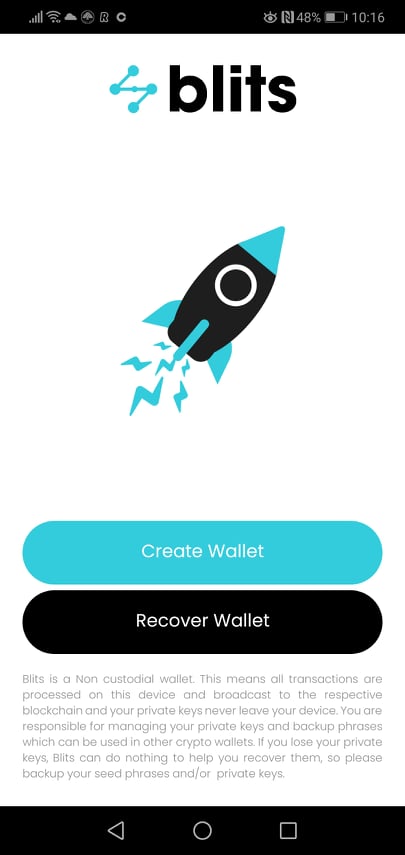 48% 10:16
blits
Create Wallet
Recover Wallet
Blits is a Non custodial wallet. This means all transactions are
processed on this device and broadcast to the respective
blockchain and your private keys never leave your device. You are
responsible for managing your private keys and backup phrases
which can be used in other crypto wallets. If you lose your private
keys, Blits can do nothing to help you recover them, so please
backup your seed phrases and/or private keys.